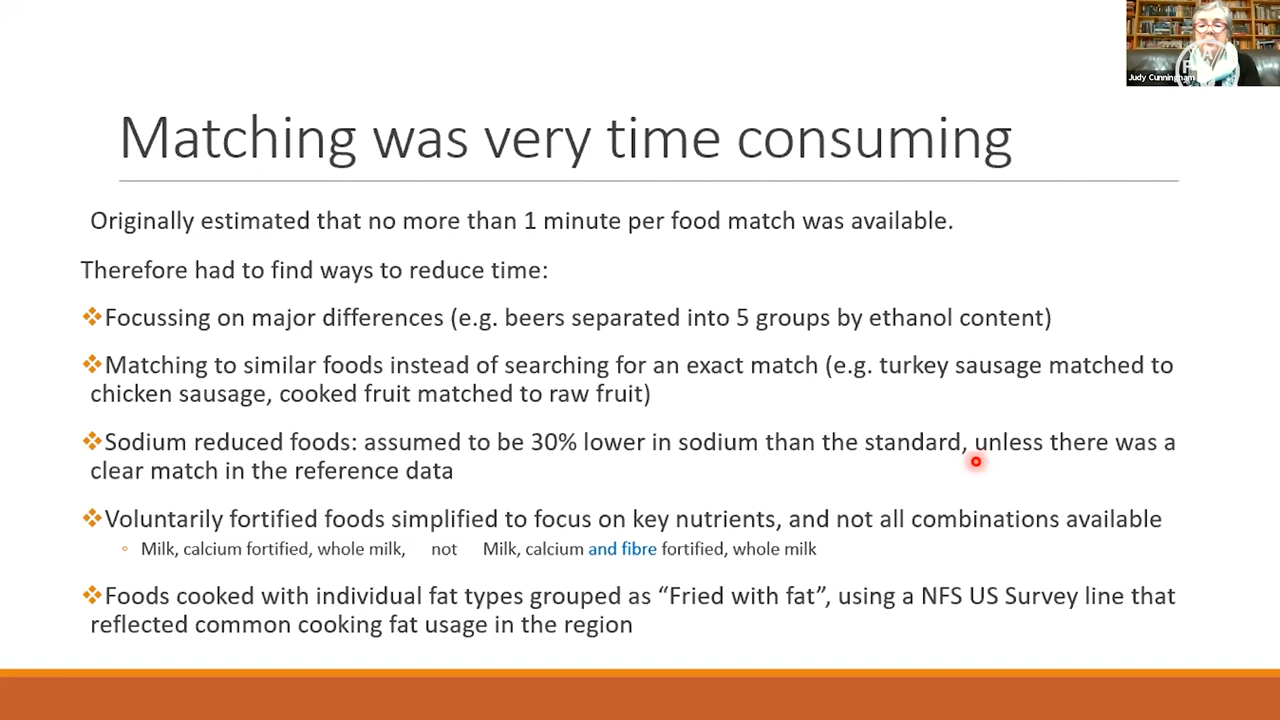 Judy Cunningham
Matching was very time consuming
Originally estimated that no more than 1 minute per food match was available.
Therefore had to find ways to reduce time:
❖Focussing on major differences (e.g. beers separated into 5 groups by ethanol content)
❖Matching to similar foods instead of searching for an exact match (e.g. turkey sausage matched to
chicken sausage, cooked fruit matched to raw fruit)
❖Sodium reduced foods: assumed to be 30% lower in sodium than the standard, unless there was a
clear match in the reference data
❖Voluntarily fortified foods simplified to focus on key nutrients, and not all combinations available
◦ Milk, calcium fortified, whole milk, not Milk, calcium and fibre fortified, whole milk
❖Foods cooked with individual fat types grouped as “Fried with fat”, using a NFS US Survey line that
reflected common cooking fat usage in the region